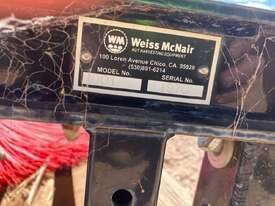 WM Weiss McNair
NUT HARVESTING EQUIPMENT
100 Loren Avenue Chico, CA. 95928
(530)891-6214
MODEL No. SERIAL No.